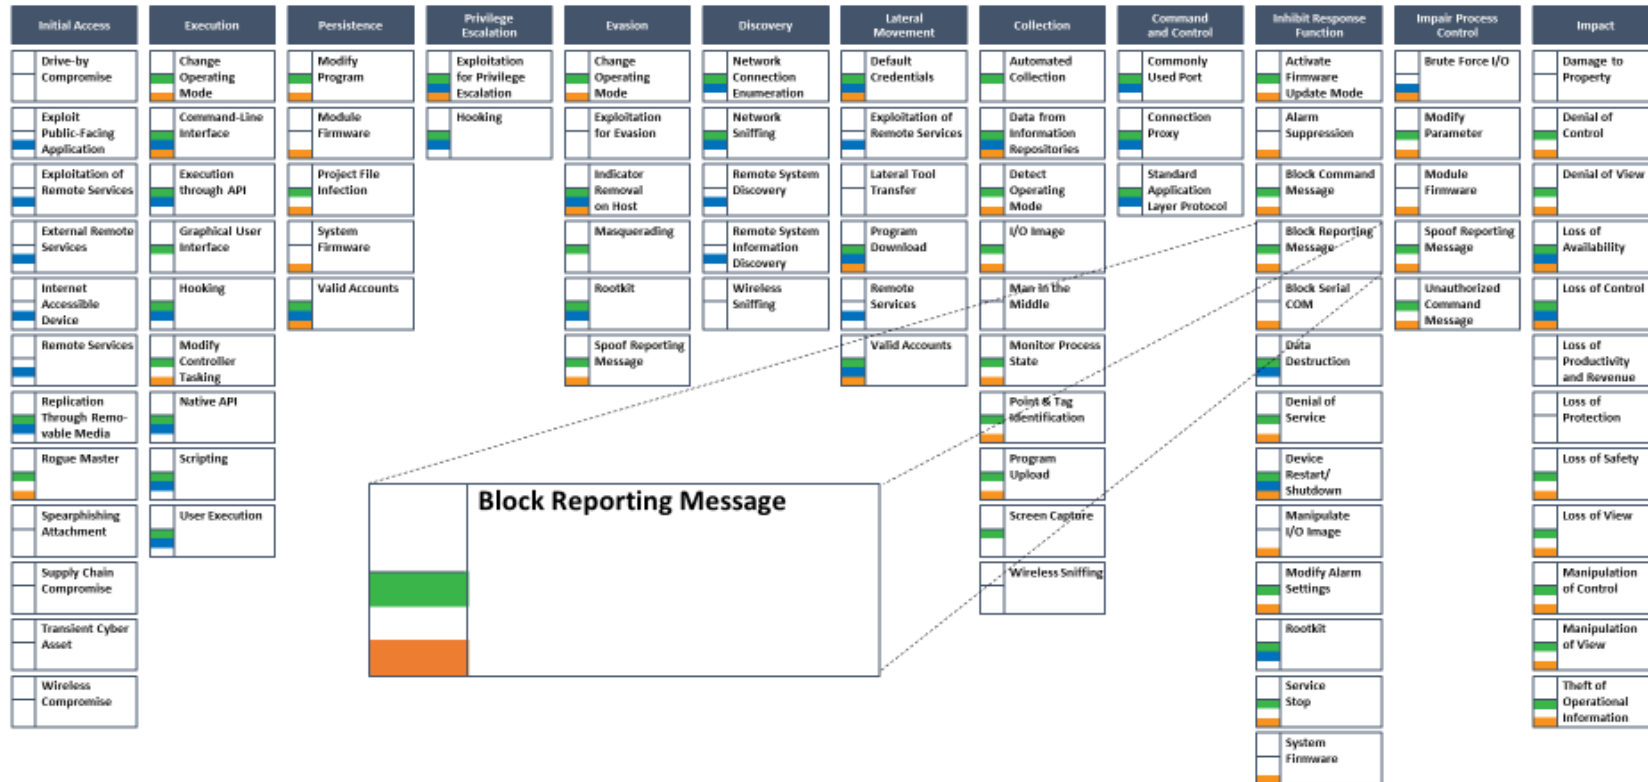 Initial Access
Drive-by
Compromise
Exploit
Public-Facing
Application
Exploitation of
Remote Services
External Remote
Services
Internet
Accessible
Device
Remote Services
Replication
Through Remo-
vable Media
Rogue Master
Spearphishing
Attachment
Supply Chain
Compromise
Transient Cyber
Asset
Wireless
Compromise
Execution
Change
Operating
Mode
Command-Line
Interface
Execution
through API
Graphical User
Interface
Hooking
Modify
Controller
Tasking
Native API
Scripting
User Execution
Persistence
Modify
Program
Module
Firmware
Project File
Infection
System
Firmware
Valid Accounts
Privilege
Escalation
Exploitation
for Privilege
Escalation
Hooking
Evasion
Change
Operating
Mode
Exploitation
for Evasion
Indicator
Removal
on Host
Masquerading
Rootkit
Spoof Reporting
Message
Discovery
Network
Connection
Enumeration
Network
Sniffing
Remote System
Discovery
Remote System
Information
Discovery
Wireless
Sniffing
Lateral
Movement
Default
Credentials
Exploitation of
Remote Services
Lateral Tool
Transfer
Program
Download
Remote
Services
Valid Accounts
Collection
Automated
Collection
Data from
Information
Repositories
Detect
Operating
Mode
I/O Image
Man in the
Middle
Monitor Process
State
Point & Tag
Identification
Program
Upload
Screen Capture
Wireless Sniffing
Command
and Control
Commonly
Used Port
Connection
Proxy
Standard
Application
Layer Protocol
Inhibit Response
Function
Activate
Firmware
Update Mode
Alarm
Suppression
Block Command
Message
Block Reporting
Message
Block Serial
COM
Data
Destruction
Denial of
Service
Device
Restart/
Shutdown
Manipulate
I/O Image
Modify Alarm
Settings
Rootkit
Service
Stop
System
Firmware
Impair Process
Control
Brute Force I/O
Modify
Parameter
Module
Firmware
Spoof Reporting
Message
Unauthorized
Command
Message
Impact
Damage to
Property
Denial of
Control
Denial of View
Loss of
Availability
Loss of Control
Loss of
Productivity
and Revenue
Loss of
Protection
Loss of Safety
Loss of View
Manipulation
of Control
Manipulation
of View
Theft of
Operational
Information
Block Reporting Message